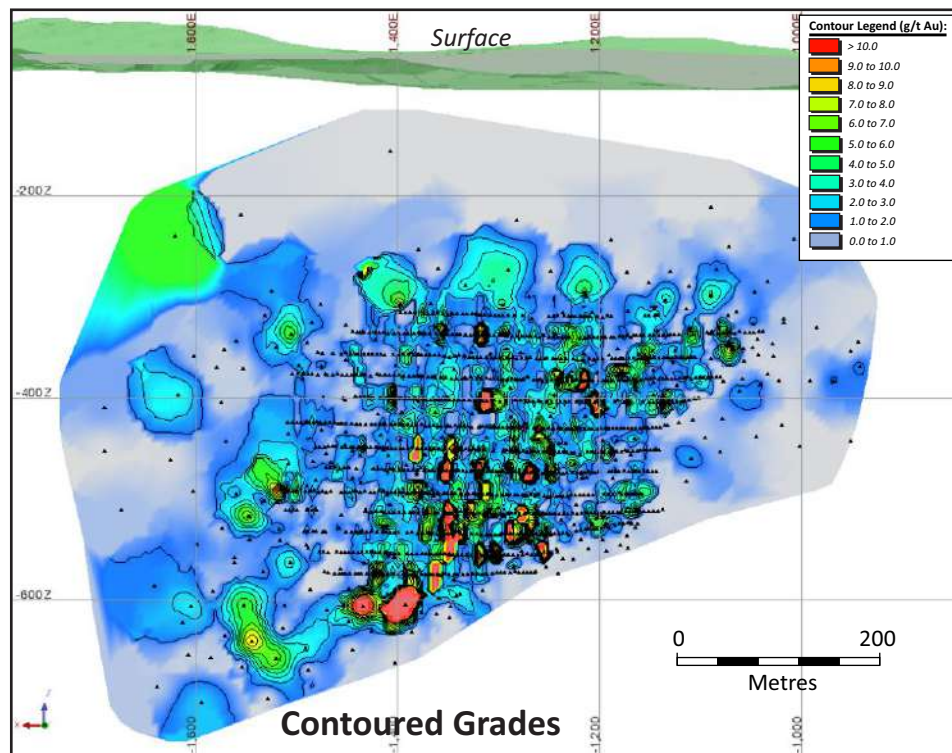 Surface
1,600E
1,400E
1,200E
1,000E
Contour Legend (g/t Au):
> 10.0
9.0 to 10.0
8.0 to 9.0
7.0 to 8.0
6.0 to 7.0
5.0 to 6.0
4.0 to 5.0
3.0 to 4.0
2.0 to 3.0
1.0 to 2.0
0.0 to 1.0
-200Z
-400Z
-600Z
0 200
Metres
Contoured Grades
-1,600
-1,200
-1,000